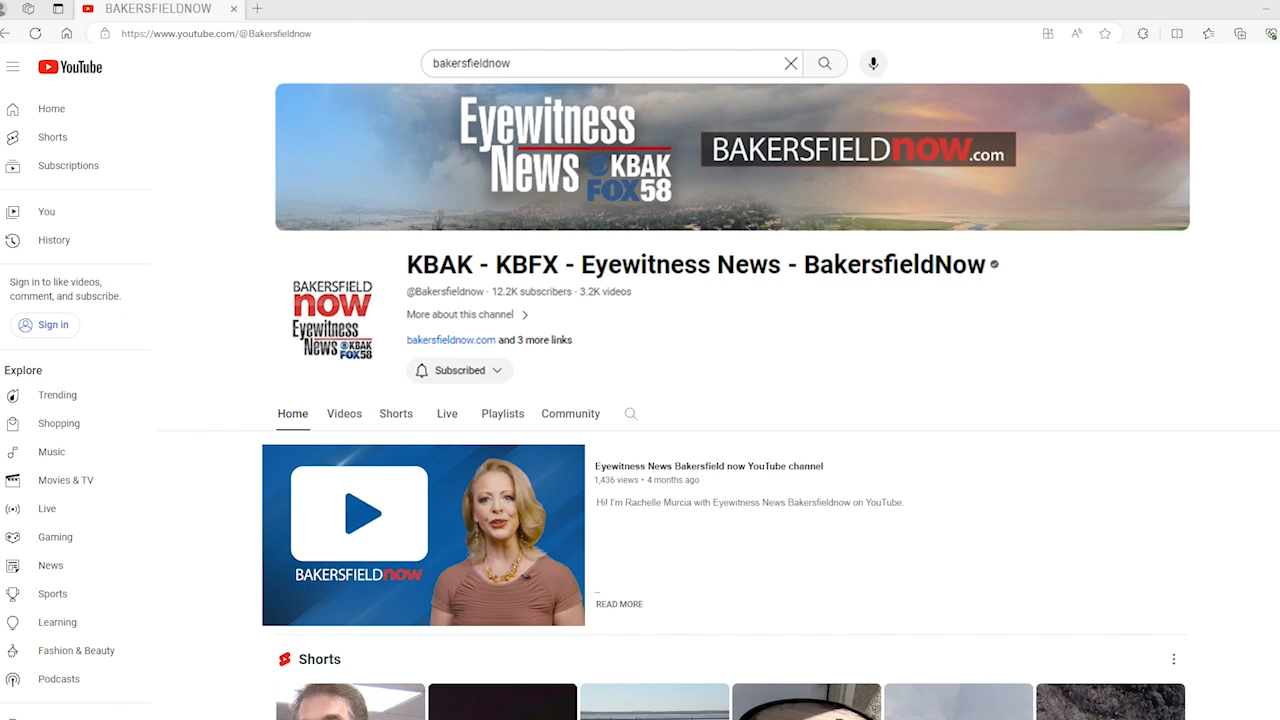 BAKERSFIELDNOW
https://www.youtube.com/@Bakersfieldnow
YouTube
bakersfieldnow
Home
Shorts
Subscriptions
You
History
Sign in to like videos,
comment, and subscribe.
Sign in
Explore
Trending
Shopping
Music
Movies & TV
Live
Gaming
News
Sports
Learning
Fashion & Beauty
Podcasts
Eyewitness
News KBAK
FOX58
BAKERSFIELDnow.com
BAKERSFIELD
now
Eyewitness
News KBAK
FOX58
KBAK - KBFX - Eyewitness News - BakersfieldNow
@Bakersfieldnow · 12.2K subscribers · 3.2K videos
More about this channel
bakersfieldnow.com and 3 more links
Subscribed
Home Videos Shorts Live Playlists Community
BAKERSFIELDnow
Eyewitness News Bakersfield now YouTube channel
1,436 views • 4 months ago
Hi! I'm Rachelle Murcia with Eyewitness News Bakersfieldnow on YouTube.
...
READ MORE
Shorts